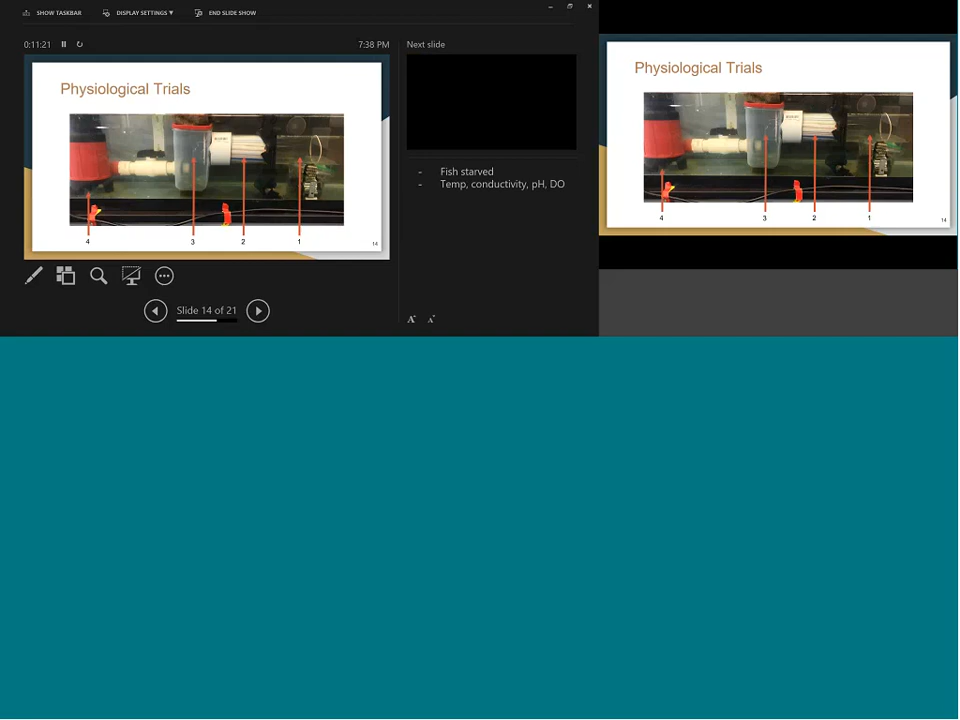 SHOW TASKBAR
DISPLAY SETTINGS ▾
END SLIDE SHOW
0:11:21
7:38 PM
Physiological Trials
4
3
2
1
14
Slide 14 of 21
Next slide
- Fish starved
- Temp, conductivity, pH, DO
A
A
Physiological Trials
4
3
2
1
14